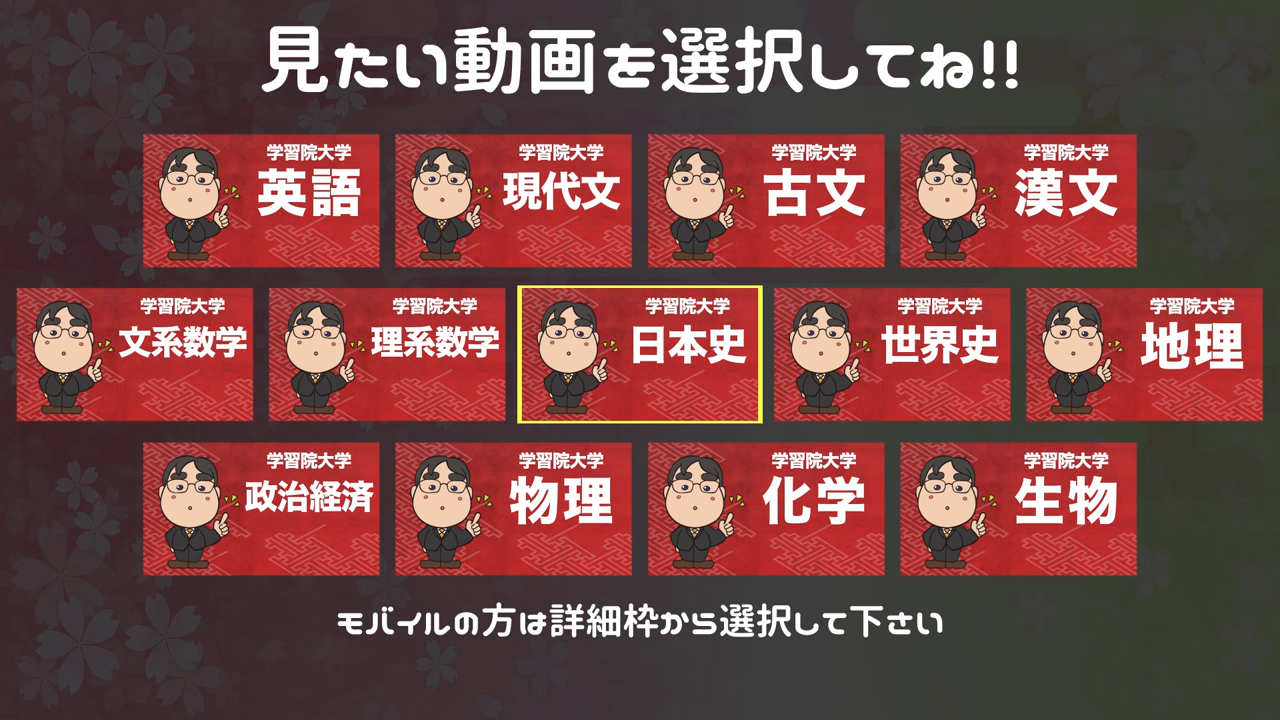 見たい動画を選択してね!!
学習院大学
英語
学習院大学
現代文
学習院大学
古文
学習院大学
漢文
学習院大学
文系数学
学習院大学
理系数学
学習院大学
日本史
学習院大学
世界史
学習院大学
地理
学習院大学
政治経済
学習院大学
物理
学習院大学
化学
学習院大学
生物
モバイルの方は詳細枠から選択して下さい